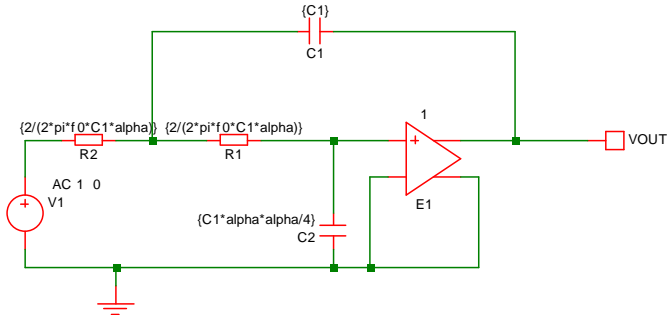 {C1}
C1
{2/(2*pi*f0*C1*alpha)} {2/(2*pi*f0*C1*alpha)}
R2 R1
1
VOUT
AC 1 0
V1
E1
{C1*alpha*alpha/4}
C2